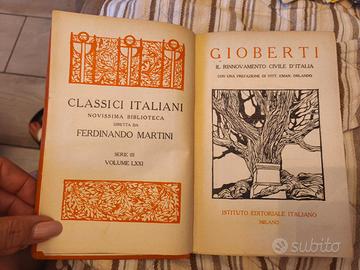 CLASSICI ITALIANI
NOVISSIMA BIBLIOTECA
DIRETTA DA
FERDINANDO MARTINI
SERIE III
VOLUME LXXI
GIOBERTI
IL RINNOVAMENTO CIVILE D'ITALIA
CON UNA PREFAZIONE DI VITT. EMAN. ORLANDO
ISTITUTO EDITORIALE ITALIANO
MILANO
subito